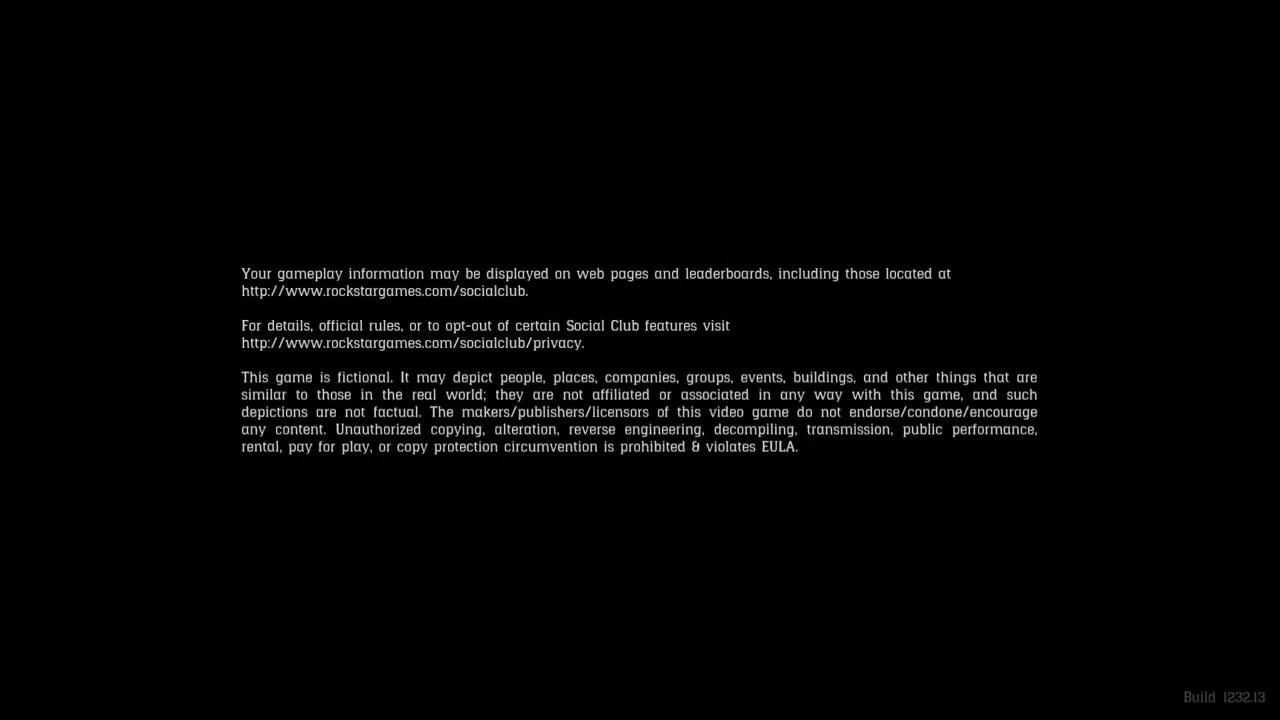 Your gameplay information may be displayed on web pages and leaderboards, including those located at
http://www.rockstargames.com/socialclub.
For details, official rules, or to opt-out of certain Social Club features visit
http://www.rockstargames.com/socialclub/privacy.
This game is fictional. It may depict people, places, companies, groups, events, buildings, and other things that are
similar to those in the real world; they are not affiliated or associated in any way with this game, and such
depictions are not factual. The makers/publishers/licensors of this video game do not endorse/condone/encourage
any content. Unauthorized copying, alteration, reverse engineering, decompiling, transmission, public performance,
rental, pay for play, or copy protection circumvention is prohibited & violates EULA.
Build 1232.13